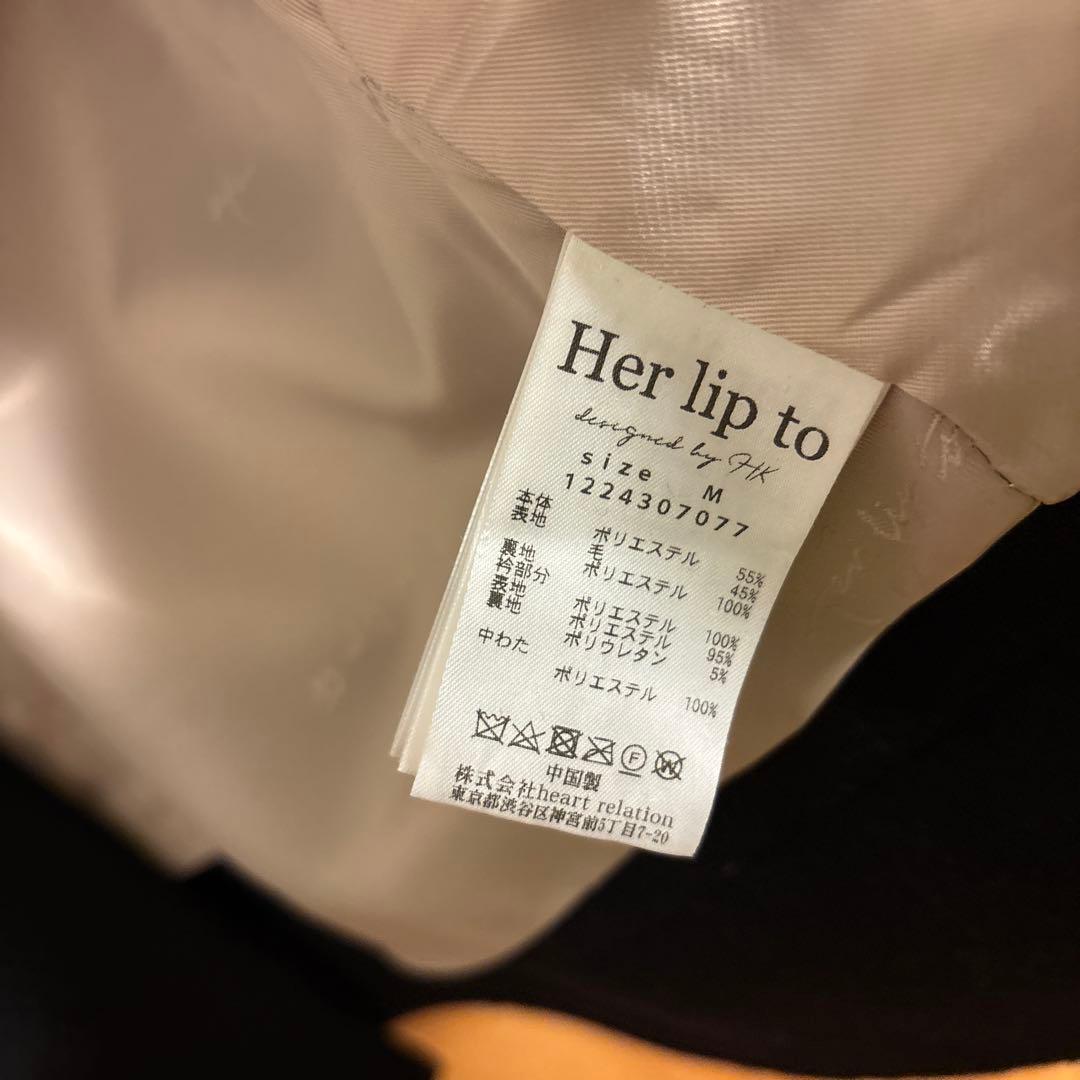 Her lip to
designed by HK
size M
1224307077
本体
表地 ポリエステル 55%
毛 45%
裏地 ポリエステル 100%
衿部分
表地 ポリエステル 100%
裏地 ポリエステル 95%
ポリウレタン 5%
中わた
ポリエステル 100%
F W
中国製
株式会社heart relation
東京都渋谷区神宮前5丁目7-20